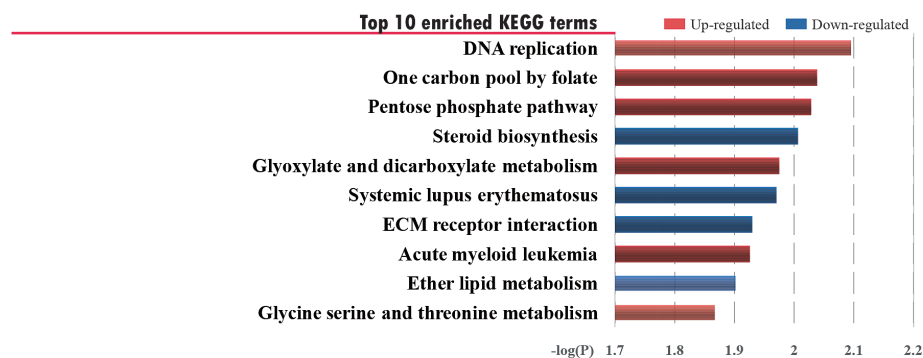 Top 10 enriched KEGG terms
Up-regulated Down-regulated
DNA replication
One carbon pool by folate
Pentose phosphate pathway
Steroid biosynthesis
Glyoxylate and dicarboxylate metabolism
Systemic lupus erythematosus
ECM receptor interaction
Acute myeloid leukemia
Ether lipid metabolism
Glycine serine and threonine metabolism
-log(P) 1.7 1.8 1.9 2 2.1 2.2